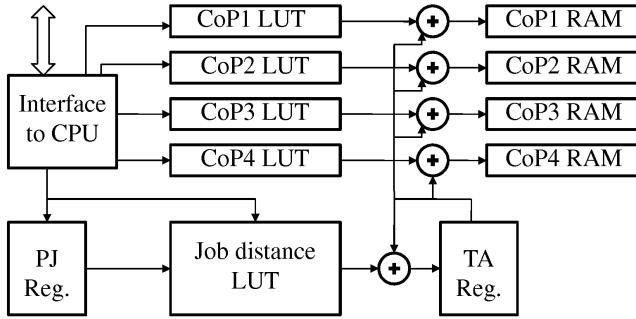 CoP1 LUT
CoP1 RAM
CoP2 LUT
CoP2 RAM
Interface
to CPU
CoP3 LUT
CoP3 RAM
CoP4 LUT
CoP4 RAM
PJ
Reg.
Job distance
LUT
TA
Reg.